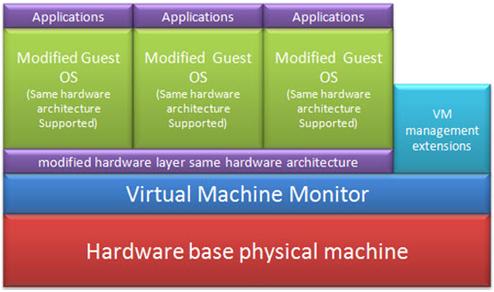 Applications
Applications
Applications
Modified Guest
OS
(Same hardware
architecture
Supported)
Modified Guest
OS
(Same hardware
architecture
Supported)
Modified Guest
OS
(Same hardware
architecture
Supported)
VM
management
extensions
modified hardware layer same hardware architecture
Virtual Machine Monitor
Hardware base physical machine